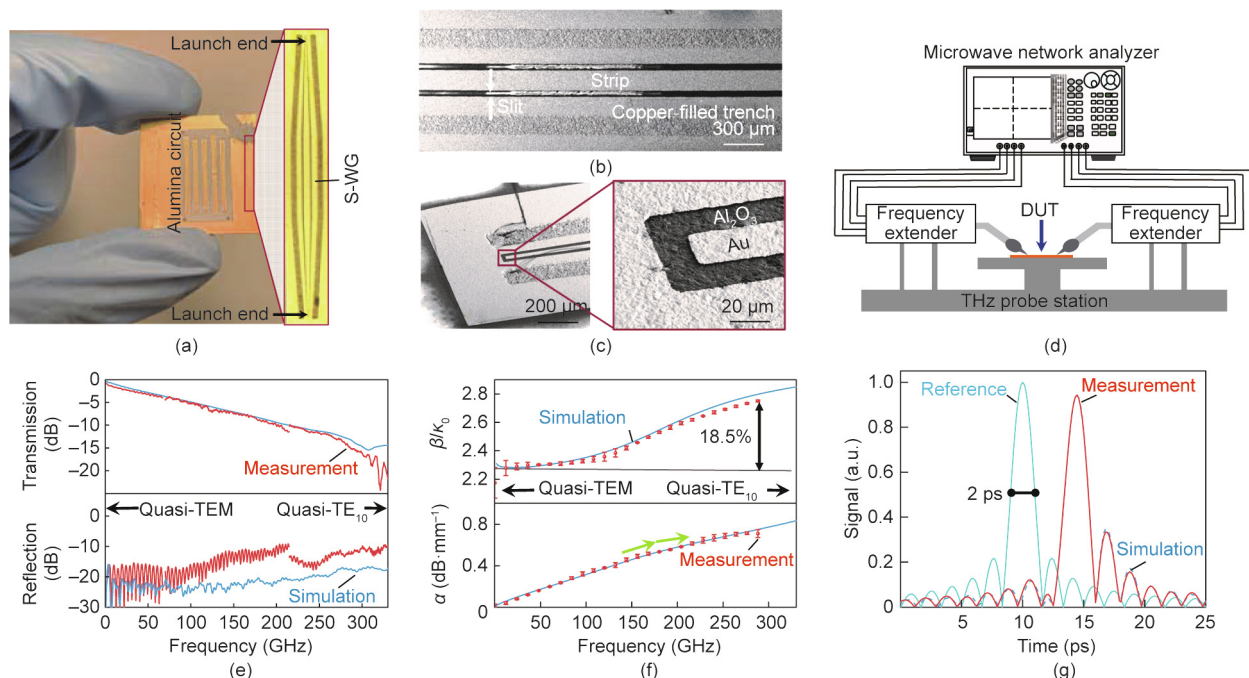 Launch end
Alumina circuit
S-WG
Launch end
(a)
Strip
Slit
Copper-filled trench
300 μm
(b)
Al2O3
Au
200 μm
20 μm
(c)
Microwave network analyzer
Frequency
extender
DUT
Frequency
extender
THz probe station
(d)
Transmission
(dB)
0
−5
−10
−15
−20
Measurement
Quasi-TEM
Quasi-TE10
Reflection
(dB)
0
−10
−20
−30
Simulation
0 50 100 150 200 250 300
Frequency (GHz)
(e)
β/κ0
2.8
2.6
2.4
2.2
Simulation
18.5%
Quasi-TEM
Quasi-TE10
α (dB·mm−1)
0.8
0.4
0
Measurement
0 50 100 150 200 250 300
Frequency (GHz)
(f)
Signal (a.u.)
1.0
0.8
0.6
0.4
0.2
0
Reference
Measurement
2 ps
Simulation
5 10 15 20 25
Time (ps)
(g)